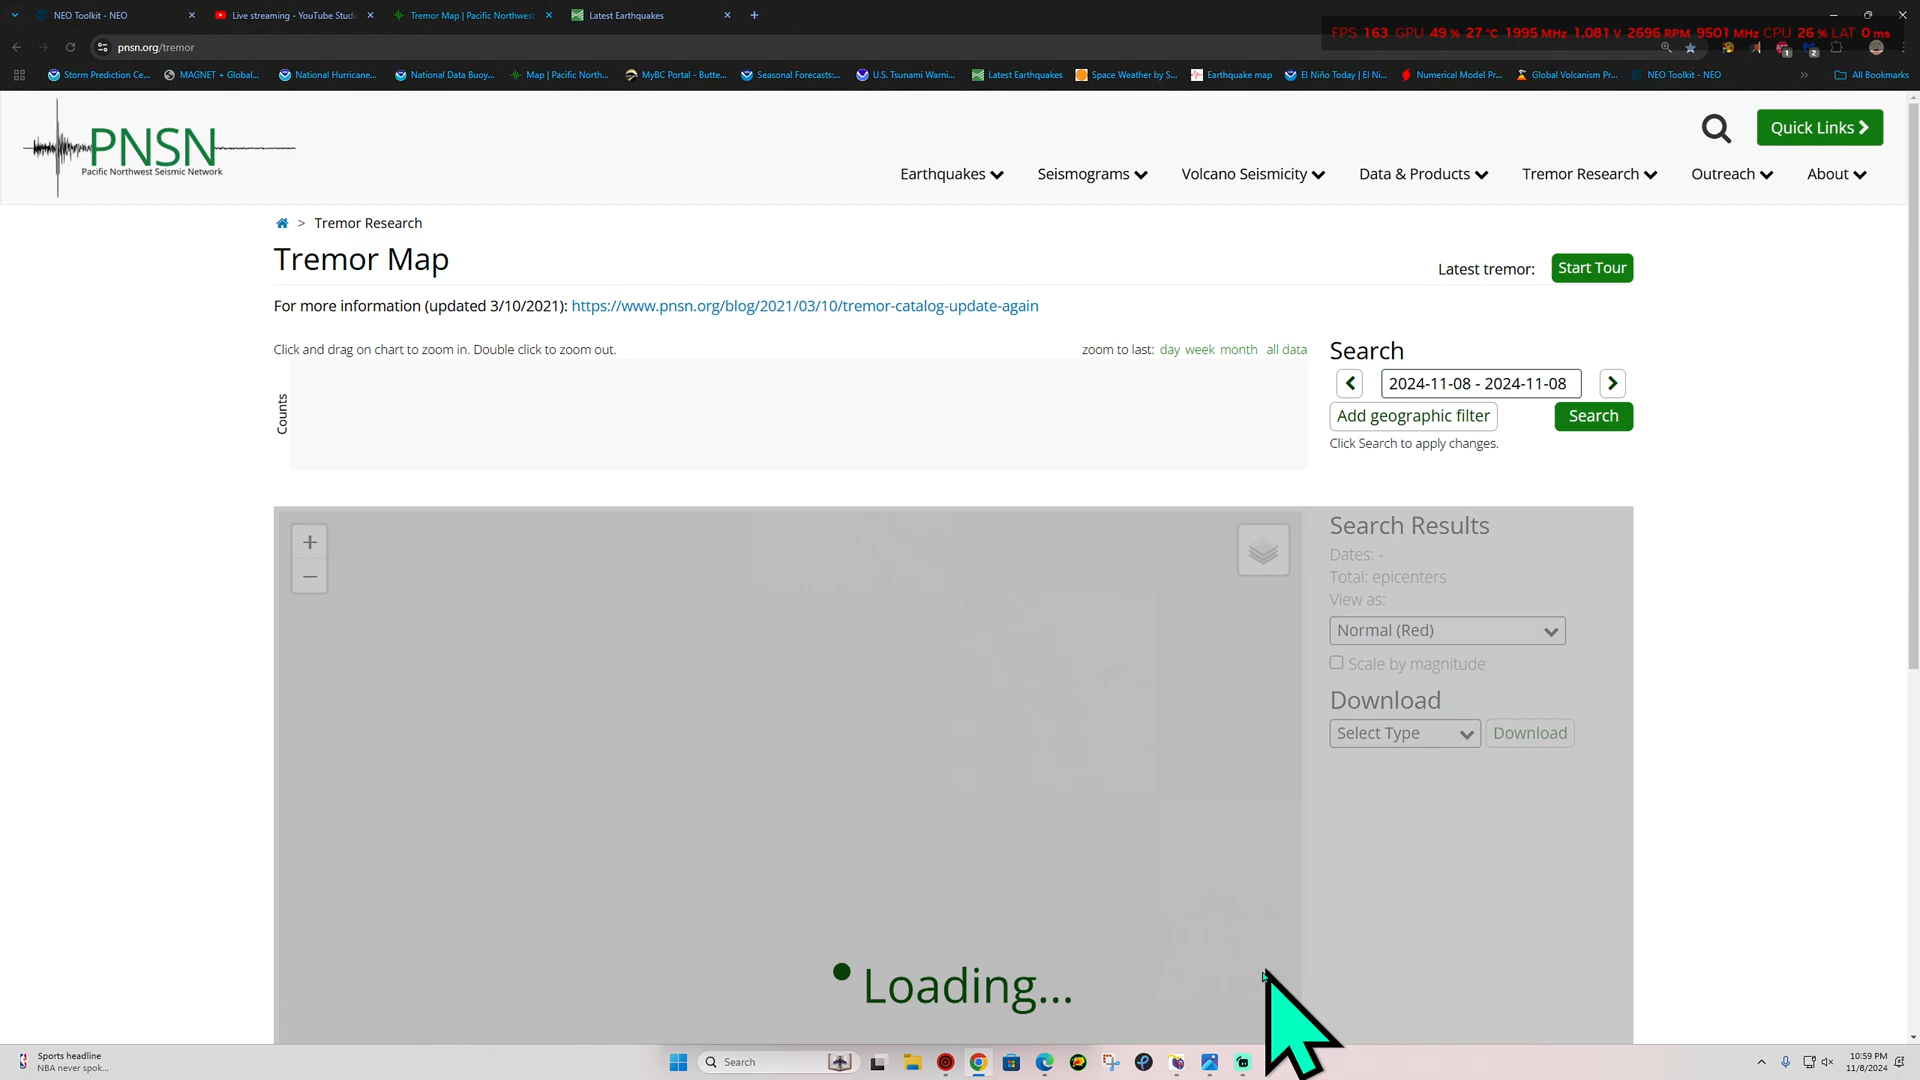 NEO Toolkit - NEO
Live streaming - YouTube Studi
Tremor Map | Pacific Northwest
Latest Earthquakes
FPS 163 GPU 49 % 27 °C 1995 MHz 1.081 V 2696 RPM 9501 MHz CPU 26 % LAT 0 ms
pnsn.org/tremor
Storm Prediction Ce...
MAGNET + Global...
National Hurricane...
National Data Buoy...
Map | Pacific North...
MyBC Portal - Butte...
Seasonal Forecasts:...
U.S. Tsunami Warni...
Latest Earthquakes
Space Weather by S...
Earthquake map
El Niño Today | El Ni...
Numerical Model Pr...
Global Volcanism Pr...
NEO Toolkit - NEO
All Bookmarks
PNSN
Pacific Northwest Seismic Network
Quick Links
Earthquakes
Seismograms
Volcano Seismicity
Data & Products
Tremor Research
Outreach
About
> Tremor Research
Tremor Map
Latest tremor:
Start Tour
For more information (updated 3/10/2021): https://www.pnsn.org/blog/2021/03/10/tremor-catalog-update-again
Click and drag on chart to zoom in. Double click to zoom out.
zoom to last: day week month all data
Counts
Search
2024-11-08 - 2024-11-08
Add geographic filter
Search
Click Search to apply changes.
+
−
Search Results
Dates: -
Total: epicenters
View as:
Normal (Red)
Scale by magnitude
Download
Select Type
Download
Loading...
Sports headline
NBA never spok...
Search
10:59 PM
11/8/2024